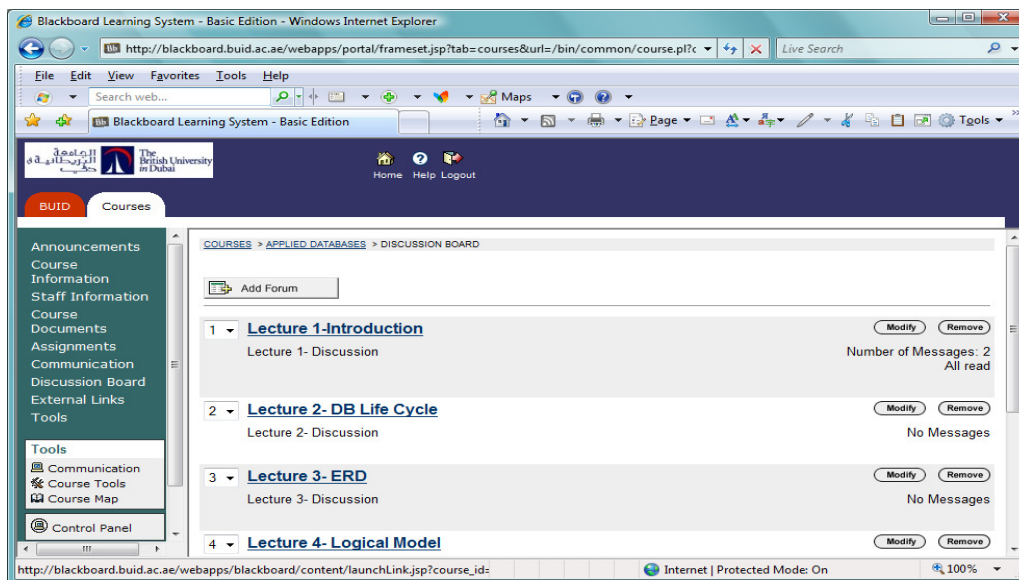 Blackboard Learning System - Basic Edition - Windows Internet Explorer
http://blackboard.buid.ac.ae/webapps/portal/frameset.jsp?tab=courses&url=/bin/common/course.pl?c
Live Search
File Edit View Favorites Tools Help
Search web...
Maps
Blackboard Learning System - Basic Edition
Page
Tools
الجامعة
البريطانية في
دبي
The
British University
in Dubai
Home Help Logout
BUID Courses
Announcements
Course
Information
Staff Information
Course
Documents
Assignments
Communication
Discussion Board
External Links
Tools
Tools
Communication
Course Tools
Course Map
Control Panel
COURSES > APPLIED DATABASES > DISCUSSION BOARD
Add Forum
1 Lecture 1-Introduction Modify Remove
Lecture 1- Discussion Number of Messages: 2
All read
2 Lecture 2- DB Life Cycle Modify Remove
Lecture 2- Discussion No Messages
3 Lecture 3- ERD Modify Remove
Lecture 3- Discussion No Messages
4 Lecture 4- Logical Model Modify Remove
http://blackboard.buid.ac.ae/webapps/blackboard/content/launchLink.jsp?course_id=
Internet | Protected Mode: On
100%